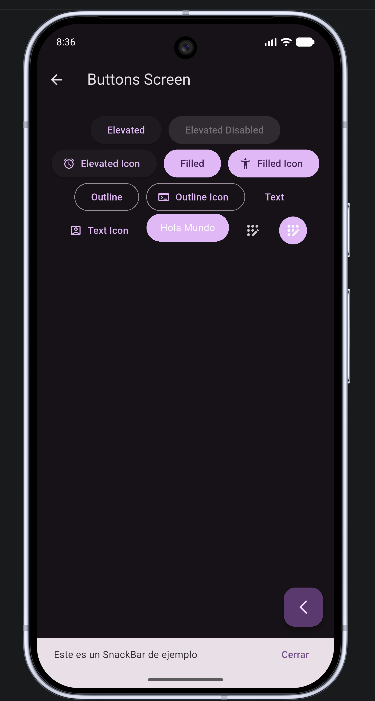 8:36
Buttons Screen
Elevated Elevated Disabled
Elevated Icon Filled Filled Icon
Outline Outline Icon Text
Text Icon Hola Mundo
Este es un SnackBar de ejemplo Cerrar